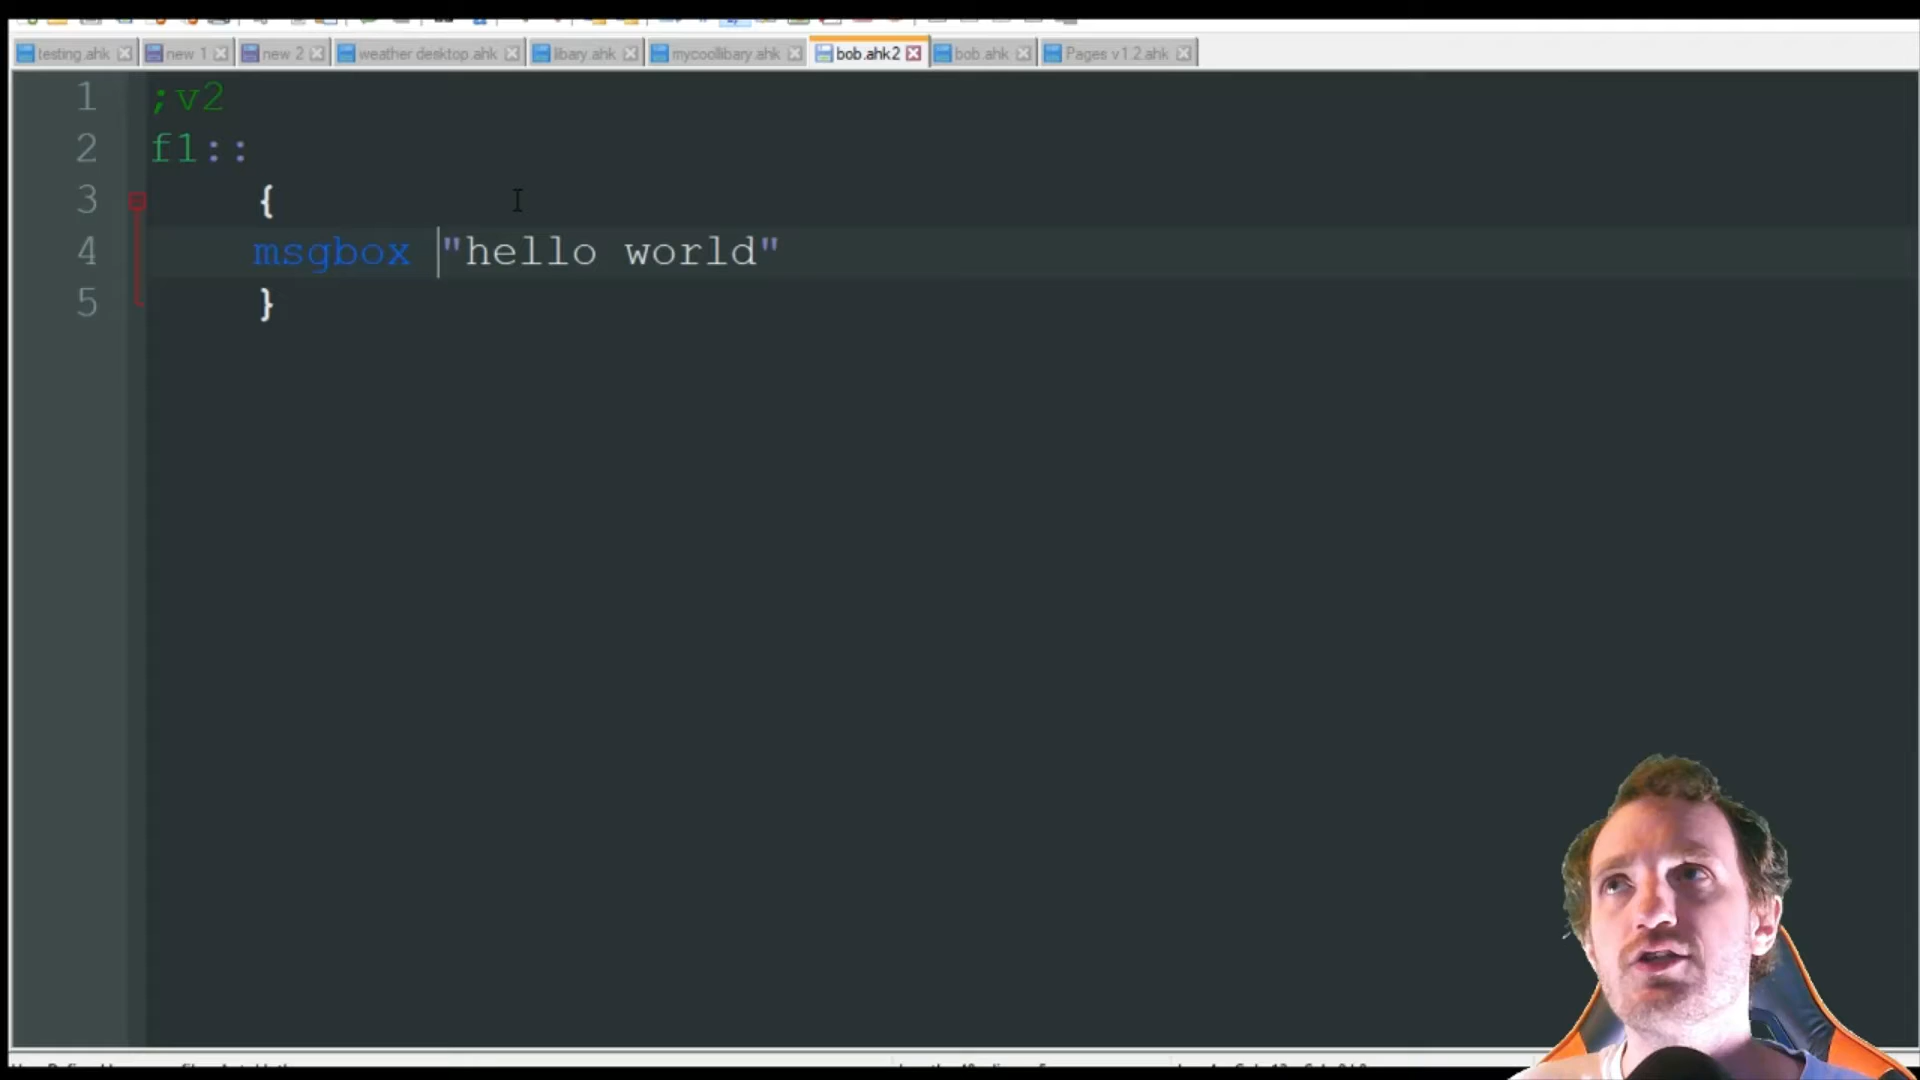 testing.ahk new 1 new 2 weather desktop.ahk libary.ahk mycoollibary.ahk bob.ahk2 bob.ahk Pages v1.2.ahk
1 ;v2
2 f1::
3 {
4 msgbox "hello world"
5 }